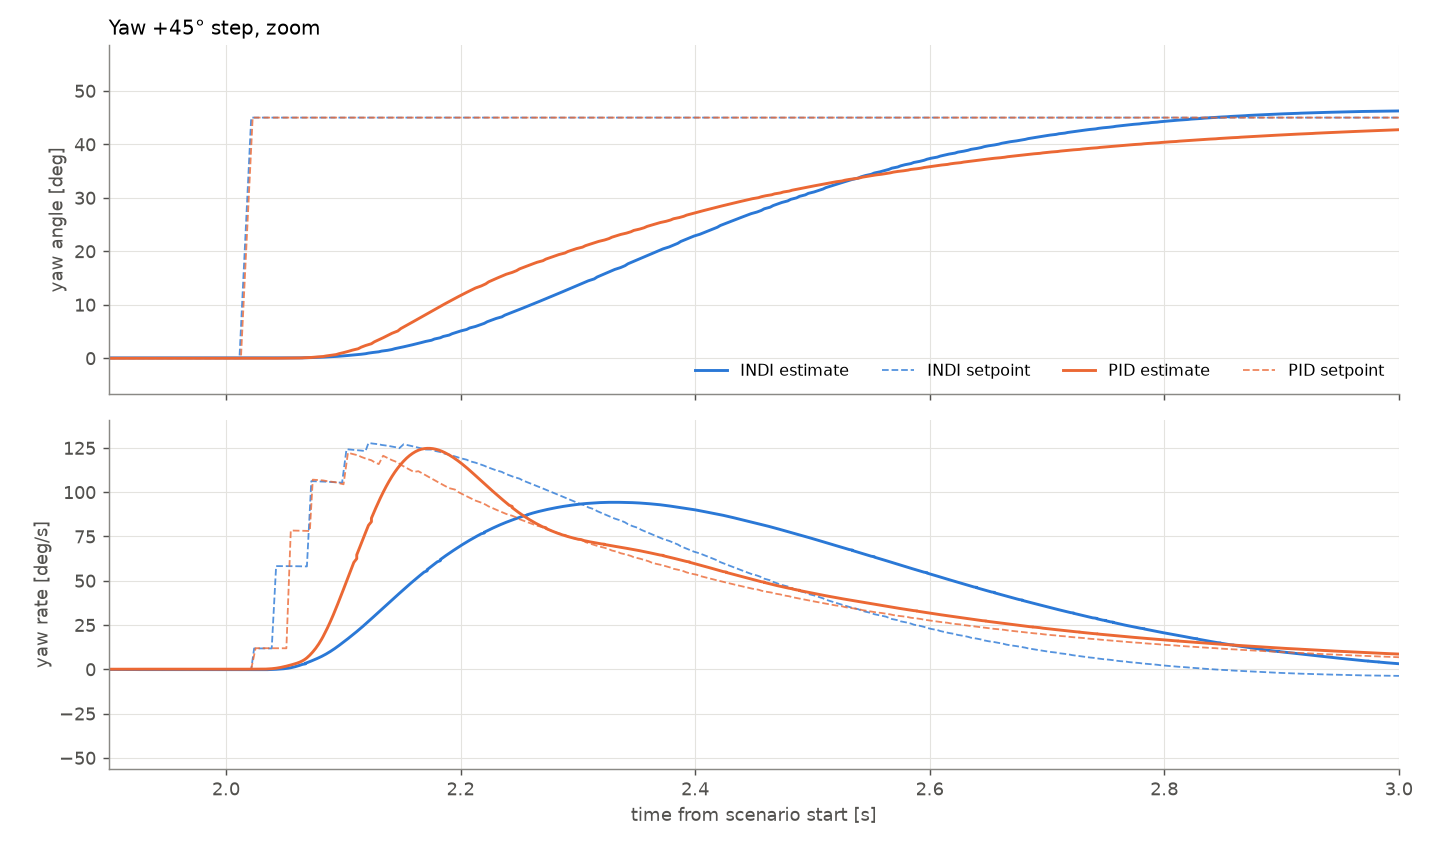 Yaw +45° step, zoom
yaw angle [deg]
50
40
30
20
10
0
INDI estimate INDI setpoint PID estimate PID setpoint
yaw rate [deg/s]
125
100
75
50
25
0
−25
−50
2.0 2.2 2.4 2.6 2.8 3.0
time from scenario start [s]